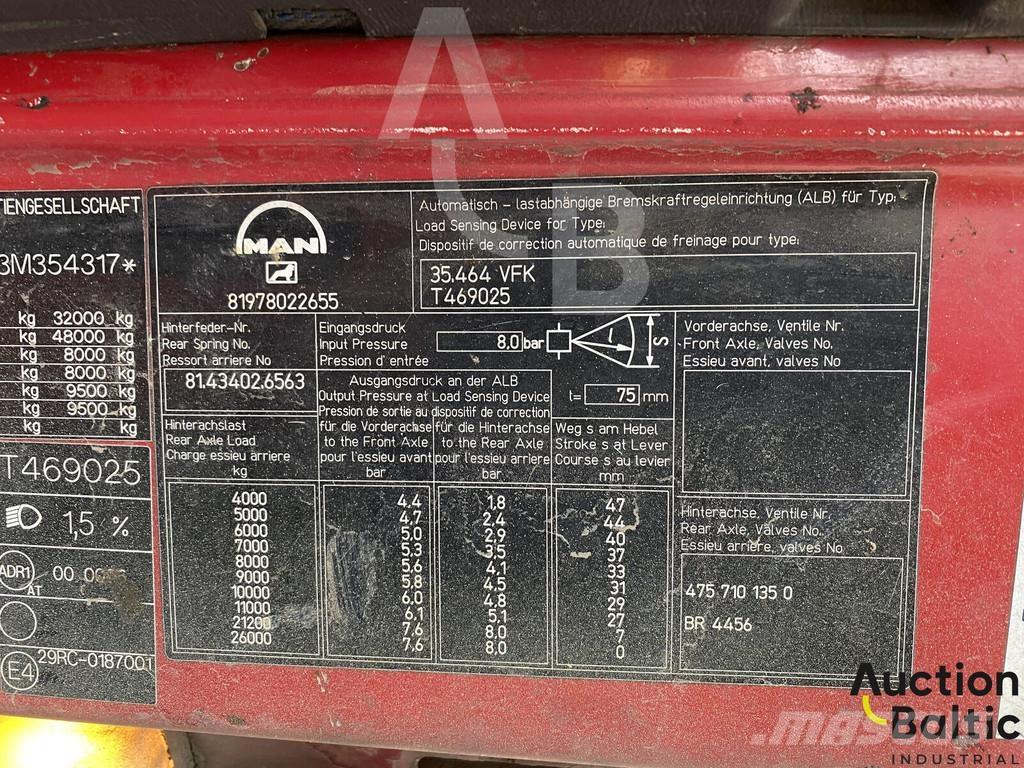 TIENGESELLSCHAFT
3M354317*
kg 32000 kg
kg 48000 kg
kg 8000 kg
kg 8000 kg
kg 9500 kg
kg 9500 kg
kg kg
T469025
1,5 %
ADR1
AT
00
29RC-0187001
E4
MAN
81978022655
Automatisch - lastabhängige Bremskraftregeleinrichtung (ALB) für Typ:
Load Sensing Device for Type:
Dispositif de correction automatique de freinage pour type:
35.464 VFK
T469025
Hinterfeder-Nr.
Rear Spring No.
Ressort arriere No
81.43402.6563
Eingangsdruck
Input Pressure
Pression d' entrée
8,0 bar
L
S
Ausgangsdruck an der ALB
Output Pressure at Load Sensing Device
Pression de sortie au dispositif de correction
L= 75 mm
Hinterachslast
Rear Axle Load
Charge essieu arriere
kg
für die Vorderachse
to the Front Axle
pour l'essieu avant
bar
für die Hinterachse
to the Rear Axle
pour l'essieu arriere
bar
Weg s am Hebel
Stroke s at Lever
Course s au levier
mm
4000 4.4 1.8 47
5000 4.7 2.4 44
6000 5.0 2.9 40
7000 5.3 3.5 37
8000 5.6 4.1 33
9000 5.8 4.5 31
10000 6.0 4.8 29
11000 6.1 5.1 27
21200 7.6 8.0 7
26000 7.6 8.0 0
Vorderachse, Ventile Nr.
Front Axle, Valves No.
Essieu avant, valves No
Hinterachse, Ventile Nr.
Rear Axle, Valves No.
Essieu arriere, valves No
475 710 135 0
BR 4456
AB
Auction
Baltic
INDUSTRIAL